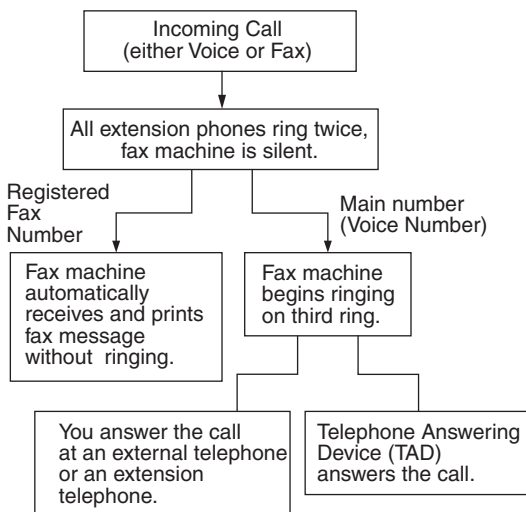 Incoming Call
(either Voice or Fax)
All extension phones ring twice,
fax machine is silent.
Registered
Fax
Number
Main number
(Voice Number)
Fax machine
automatically
receives and prints
fax message
without ringing.
Fax machine
begins ringing
on third ring.
You answer the call
at an external telephone
or an extension
telephone.
Telephone Answering
Device (TAD)
answers the call.